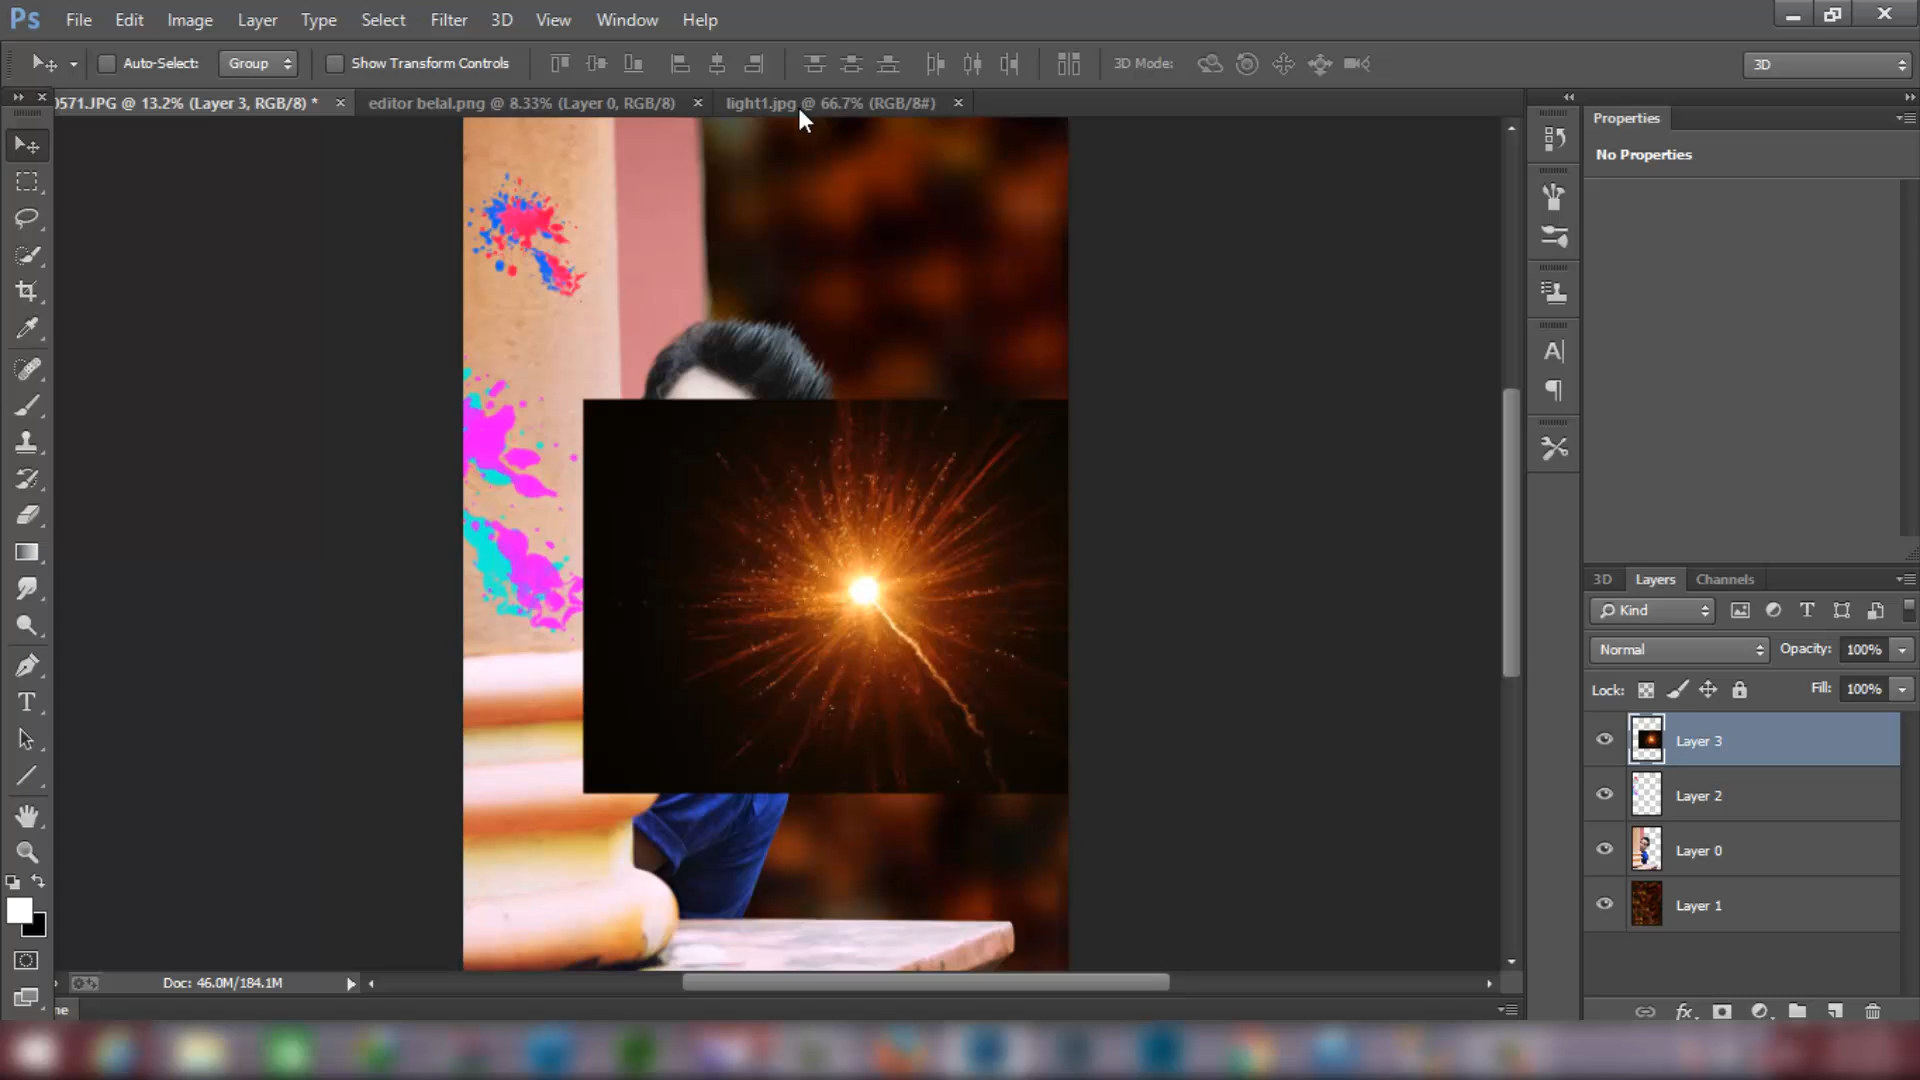 Ps File Edit Image Layer Type Select Filter 3D View Window Help
Auto-Select: Group Show Transform Controls 3D Mode: 3D
0571.JPG @ 13.2% (Layer 3, RGB/8) * editor belal.png @ 8.33% (Layer 0, RGB/8) light1.jpg @ 66.7% (RGB/8#)
Properties
No Properties
3D Layers Channels
Kind
Normal Opacity: 100%
Lock: Fill: 100%
Layer 3
Layer 2
Layer 0
Layer 1
Doc: 46.0M/184.1M
ne